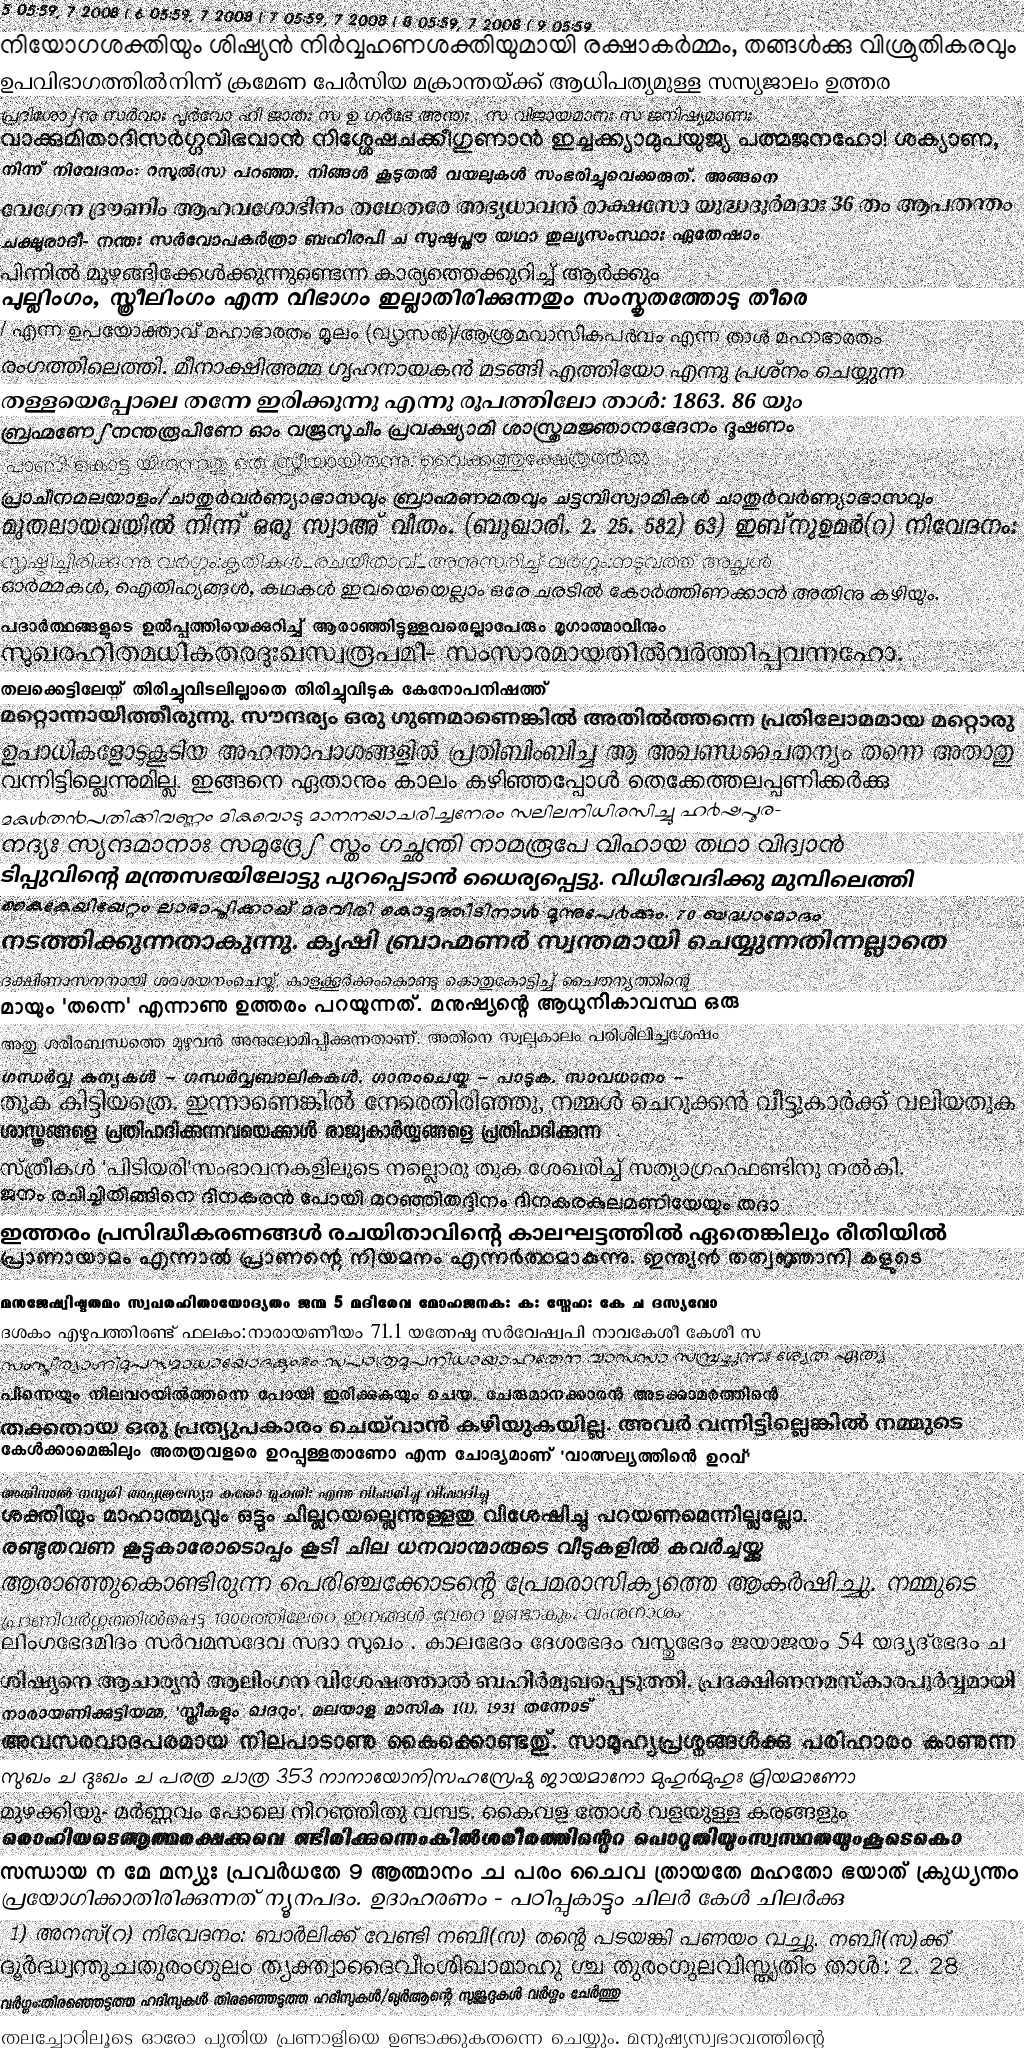 5 05:59, 7 2008 ( 6 05:59, 7 2008 ( 7 05:59, 7 2008 ( 8 05:59, 7 2008 ( 9 05:59
നിയോഗശക്തിയും ശിഷ്യൻ നിർവ്വഹണശക്തിയുമായി രക്ഷാകർമ്മം, തങ്ങൾക്കു വിശ്രുതികരവും
ഉപവിഭാഗത്തിൽനിന്ന് ക്രമേണ പേർസിയ മക്രാന്തയ്ക്ക് ആധിപത്യമുള്ള സസ്യജാലം ഉത്തര
പ്രദിശോഽനു സർവാഃ പൂർവോ ഹി ജാതഃ സ ഉ ഗർഭേ അന്തഃ . സ വിജായമാനഃ സ ജനിഷ്യമാണഃ
വാക്കുമിതാദിസർഗ്ഗവിഭവാൻ നിശ്ശേഷചക്കീഗുണാൻ ഇച്ഛക്ക്യാമുപയുജ്യ പത്മജനഹോ! ശക്യാണ,
നിന്ന് നിവേദനം: റസൂൽ(സ) പറഞ്ഞു. നിങ്ങൾ കൂടുതൽ വയലുകൾ സംഭരിച്ചുവെക്കരുത്. അങ്ങനെ
വേഗേന ദ്രൗണിം ആഹവശോഭിനം തഥേതരേ അഭ്യധാവൻ രാക്ഷസോ യുദ്ധദുർമദാഃ 36 തം ആപതന്തം
ചക്ഷൂരാദീ- നന്തഃ സർവോപകർത്രാ ബഹിരപി ച സുഷുപ്തൗ യഥാ തുല്യസംസ്ഥാഃ ഏതേഷാം
പിന്നിൽ മുഴങ്ങിക്കേൾക്കുന്നുണ്ടെന്ന കാര്യത്തെക്കുറിച്ച് ആർക്കും
പുല്ലിംഗം, സ്ത്രീലിംഗം എന്ന വിഭാഗം ഇല്ലാതിരിക്കുന്നതും സംസ്കൃതത്തോടു തീരെ
/ എന്ന ഉപയോക്താവ് മഹാഭാരതം മൂലം (വ്യാസൻ)/ആശ്രമവാസികപർവം എന്ന താൾ മഹാഭാരതം
രംഗത്തിലെത്തി. മീനാക്ഷിഅമ്മ ഗൃഹനായകൻ മടങ്ങി എത്തിയോ എന്നു പ്രശ്നം ചെയ്യുന്ന
തള്ളയെപ്പോലെ തന്നേ ഇരിക്കുന്നു എന്നു രൂപത്തിലോ താൾ: 1863. 86 യും
ബ്രഹ്മണേഽനന്തരൂപിണേ ഓം വജ്രസൂചീം പ്രവക്ഷ്യാമി ശാസ്ത്രമജ്ഞാനഭേദനം ദൂഷണം
പാണി കൊട്ട യിരുന്നതു ഒരു സ്ത്രീയായിരുന്നു. വൈക്കത്തുക്ഷേത്രത്തിൽ
പ്രാചീനമലയാളം/ചാതുർവർണ്യാഭാസവും ബ്രാഹ്മണമതവും ചട്ടമ്പിസ്വാമികൾ ചാതുർവർണ്യാഭാസവും
മുതലായവയിൽ നിന്ന് ഒരു സ്വാഅ് വിതം. (ബുഖാരി. 2. 25. 582) 63) ഇബ്നുഉമർ(റ) നിവേദനം:
സൃഷ്ടിച്ചിരിക്കുന്നു വർഗ്ഗം:കൃതികൾ_രചയിതാവ്_അനുസരിച്ച് വർഗ്ഗം:നടുവത്ത് അച്ഛൻ
ഓർമ്മകൾ, ഐതിഹ്യങ്ങൾ, കഥകൾ ഇവയെയെല്ലാം ഒരേ ചരടിൽ കോർത്തിണക്കാൻ അതിനു കഴിയും.
പദാർത്ഥങ്ങളുടെ ഉൽപ്പത്തിയെക്കുറിച്ച് ആരാഞ്ഞിട്ടുള്ളവരെല്ലാപേരും മൃഗാത്മാവിനും
സുഖരഹിതമധികതരദുഃഖസ്വരൂപമീ- സംസാരമായതിൽവർത്തിപ്പവന്നഹോ.
തലക്കെട്ടിലേയ്ക്ക് തിരിച്ചുവിടലില്ലാതെ തിരിച്ചുവിടുക കേനോപനിഷത്ത്
മറ്റൊന്നായിത്തീരുന്നു. സൗന്ദര്യം ഒരു ഗുണമാണെങ്കിൽ അതിൽത്തന്നെ പ്രതിലോമമായ മറ്റൊരു
ഉപാധികളോടുകൂടിയ അഹന്താപാശങ്ങളിൽ പ്രതിബിംബിച്ച ആ അഖണ്ഡചൈതന്യം തന്നെ അതാതു
വന്നിട്ടില്ലെന്നുമില്ല. ഇങ്ങനെ ഏതാനും കാലം കഴിഞ്ഞപ്പോൾ തെക്കേത്തലപ്പണിക്കർക്കു
മകൾതൻപതിക്കിവണ്ണം മികവൊടു മാനനയാചരിച്ചനേരം സലിലനിധിരസിച്ചു ഹർഷപൂര-
നദ്യഃ സ്യന്ദമാനാഃ സമുദ്രേഽ സ്തം ഗച്ഛന്തി നാമരൂപേ വിഹായ തഥാ വിദ്വാൻ
ടിപ്പുവിന്റെ മന്ത്രസഭയിലോട്ടു പുറപ്പെടാൻ ധൈര്യപ്പെട്ടു. വിധിവേദിക്കു മുമ്പിലെത്തി
കൈകേയിഖേറ്റം ലാഭാപ്തിക്കായ് മരവീരി കൊടുത്തീടിനാൾ മൂന്നുപേർക്കും. 70 ബദ്ധാമോദം
നടത്തിക്കുന്നതാകുന്നു. കൃഷി ബ്രാഹ്മണർ സ്വന്തമായി ചെയ്യുന്നതിന്നല്ലാതെ
ദക്ഷിണാസനനായി ശരശയനംചെയ്ത് കാളക്കൂർക്കംകൊണ്ടു കൊതുകോട്ടിച്ച് ചൈതന്യത്തിന്റെ
മായും 'തന്നെ' എന്നാണു ഉത്തരം പറയുന്നത്. മനുഷ്യന്റെ ആധുനീകാവസ്ഥ ഒരു
അതു ശരീരബന്ധത്തെ മുഴുവൻ അനുലോമിപ്പിക്കുന്നതാണ്. അതിനെ സ്വല്പകാലം പരിശീലിച്ചശേഷം
ഗന്ധർവ്വ കന്യകൾ – ഗന്ധർവ്വബാലികകൾ. ഗാനംചെയ്ക – പാടുക. സാവധാനം –
തുക കിട്ടിയത്രെ. ഇന്നാണെങ്കിൽ നേരെതിരിഞ്ഞു, നമ്മൾ ചെറുക്കൻ വീട്ടുകാർക്ക് വലിയതുക
ശാസ്ത്രങ്ങളെ പ്രതിപാദിക്കുന്നവയെക്കാൾ രാജ്യകാർയ്യങ്ങളെ പ്രതിപാദിക്കുന്ന
സ്ത്രീകൾ 'പിടിയരി'സംഭാവനകളിലൂടെ നല്ലൊരു തുക ശേഖരിച്ച് സത്യാഗ്രഹഫണ്ടിനു നൽകി.
ജനം രചിച്ചിതിങ്ങിനെ ദിനകരൻ പോയി മറഞ്ഞിതദ്ദിനം ദിനകരകുലമണിയേയും തദാ
ഇത്തരം പ്രസിദ്ധീകരണങ്ങൾ രചയിതാവിന്റെ കാലഘട്ടത്തിൽ ഏതെങ്കിലും രീതിയിൽ
പ്രാണായാമം എന്നാൽ പ്രാണന്റെ നിയമനം എന്നർത്ഥമാകുന്നു. ഇന്ത്യൻ തത്വജ്ഞാനി കളുടെ
മനുജേഷ്വിഷ്ടതമം സ്വപരഹിതായോദ്യതം ജന്മ 5 മദിരേവ മോഹജനകഃ കഃ സ്നേഹഃ കേ ച ദസ്യവോ
ദശകം എഴുപത്തിരണ്ട് ഫലകം:നാരായണീയം 71.1 യത്നേഷു സർവേഷ്വപി നാവകേശീ കേശീ സ
പിന്നെയും നിലവറയിൽത്തന്നെ പോയി ഇരിക്കുകയും ചെയ്തു. ചേരുമാനക്കാരൻ അടക്കാമരത്തിൻെ
തക്കതായ ഒരു പ്രത്യുപകാരം ചെയ്‌വാൻ കഴിയുകയില്ല. അവർ വന്നിട്ടില്ലെങ്കിൽ നമ്മുടെ
കേൾക്കാമെങ്കിലും അതത്രവളരെ ഉറപ്പുള്ളതാണോ എന്ന ചോദ്യമാണ് 'വാത്സല്യത്തിൻെ ഉറവ്'
അതിനാൽ നമ്പൂരി അപുത്രസ്യോ കുതോ മുക്തി: എന്നു വിചാരിച്ചു വിഷാദിച്ചു
ശക്തിയും മാഹാത്മ്യവും ഒട്ടും ചില്ലറയല്ലെന്നുള്ളതു വിശേഷിച്ചു പറയണമെന്നില്ലല്ലോ.
രണ്ടുതവണ കൂട്ടുകാരോടൊപ്പം കൂടി ചില ധനവാന്മാരുടെ വീടുകളിൽ കവർച്ചയ്ക്കു
ആരാഞ്ഞുകൊണ്ടിരുന്ന പെരിഞ്ചക്കോടന്റെ പ്രേമരാസിക്യത്തെ ആകർഷിച്ചു. നമ്മുടെ
പ്രാണിവർഗ്ഗത്തിൽപ്പെട്ട 1000ത്തിലേറെ ഇനങ്ങൾ വേറെ ഉണ്ടാകും. വംശനാശം
ലിംഗഭേദമിദം സർവമസദേവ സദാ സുഖം . കാലഭേദം ദേശഭേദം വസ്തുഭേദം ജയാജയം 54 യദ്യദ്ഭേദം ച
ശിഷ്യനെ ആചാര്യൻ ആലിംഗന വിശേഷത്താൽ ബഹിർമുഖപ്പെടുത്തി. പ്രദക്ഷിണനമസ്കാരപൂർവ്വമായി
നാരായണിക്കുട്ടിയമ്മ, 'സ്ത്രീകളും ഖദറും', മലയാള മാസിക 1(1). 1931 തന്നോട്
അവസരവാദപരമായ നിലപാടാണു കൈക്കൊണ്ടതു്. സാമൂഹ്യപ്രശ്നങ്ങൾക്കു പരിഹാരം കാണുന്ന
സുഖം ച ദുഃഖം ച പരത്ര ചാത്ര 353 നാനായോനിസഹസ്രേഷു ജായമാനോ മുഹുർമുഹുഃ മ്രിയമാണോ
മുഴക്കിയു- മർണ്ണവം പോലെ നിറഞ്ഞിതു വമ്പട. കൈവള തോൾ വളയുള്ള കരങ്ങളും
സന്ധായ ന മേ മന്യുഃ പ്രവർധതേ 9 ആത്മാനം ച പരം ചൈവ ത്രായതേ മഹതോ ഭയാത് ക്രുധ്യന്തം
പ്രയോഗിക്കാതിരിക്കുന്നത് ന്യൂനപദം. ഉദാഹരണം - പഠിപ്പുകാട്ടും ചിലർ കേൾ ചിലർക്കു
1) അനസ്(റ) നിവേദനം: ബാർലിക്ക് വേണ്ടി നബി(സ) തന്റെ പടയങ്കി പണയം വച്ചു. നബി(സ)ക്ക്
ദൂർദ്ധ്വന്തുചതുരംഗുലം ത്യക്ത്വാദൈവീംശിഖാമാഹു ശ്ച തുരംഗുലവിസ്തൃതിം താൾ: 2. 28
വർഗ്ഗം:തിരഞ്ഞെടുത്ത ഹദീസുകൾ തിരഞ്ഞെടുത്ത ഹദീസുകൾ/ഖുർആന്റെ സുജൂദുകൾ വർഗ്ഗം ചേർത്തു
തലച്ചോറിലൂടെ ഓരോ പുതിയ പ്രണാളിയെ ഉണ്ടാക്കുകതന്നെ ചെയ്യും. മനുഷ്യസ്വഭാവത്തിന്റെ